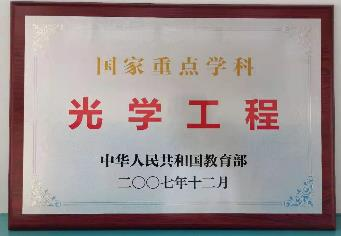 国家重点学科
光学工程
中华人民共和国教育部
二〇〇七年十二月